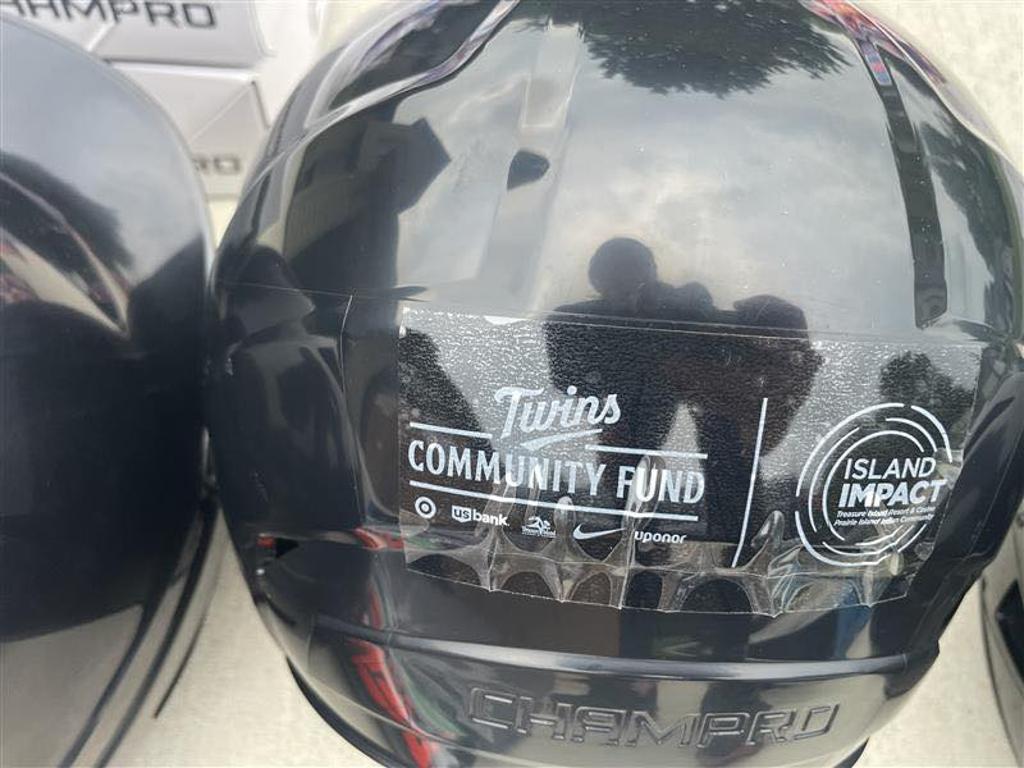 CHAMPRO
Twins
COMMUNITY FUND
usbank.
uponor
ISLAND
IMPACT
Treasure Island Resort & Casino
Prairie Island Indian Community
CHAMPRO